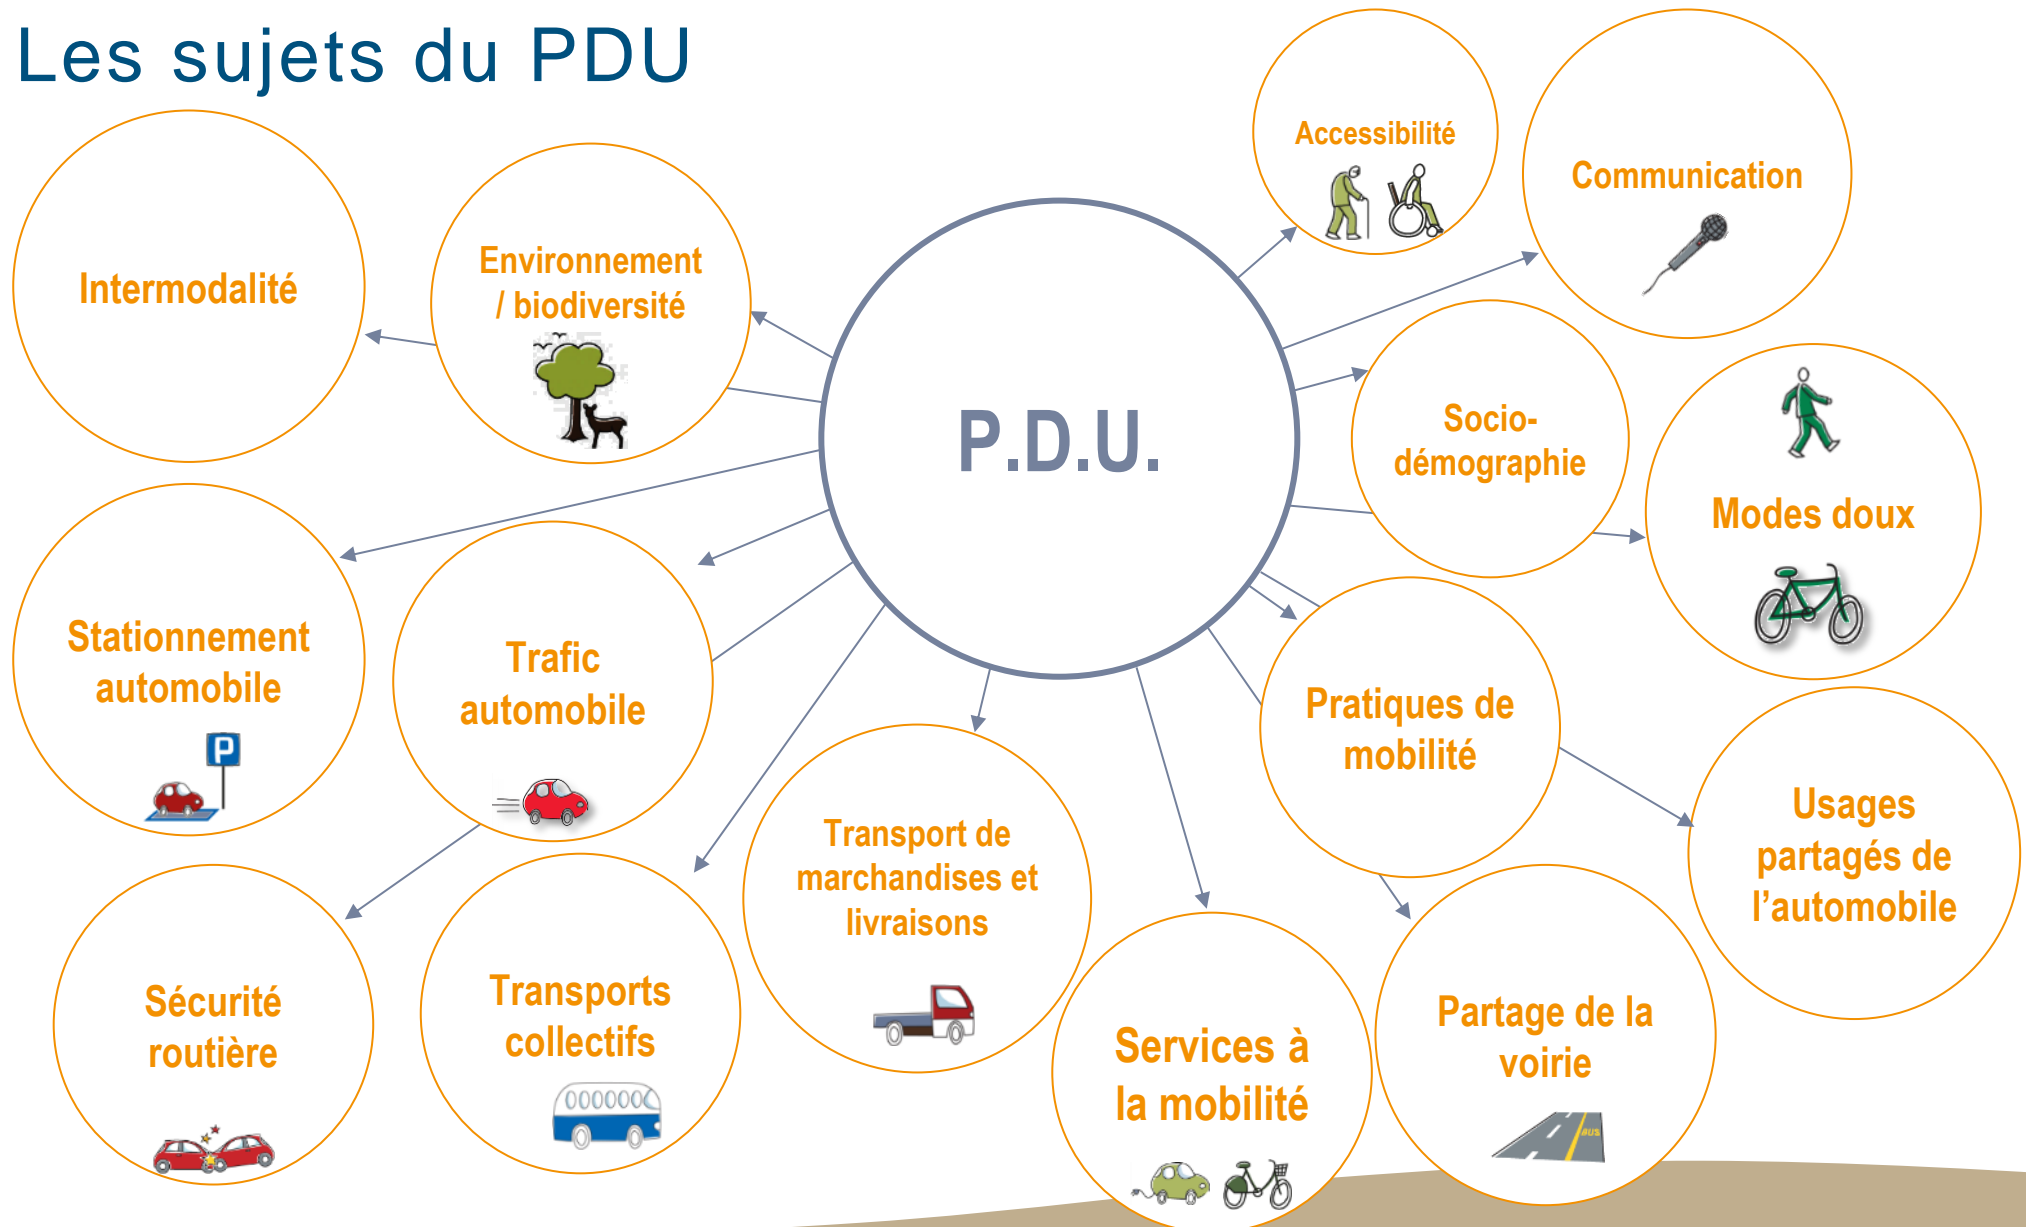 Les sujets du PDU
Accessibilité
Communication
Environnement
/ biodiversité
Intermodalité
P.D.U.
Socio-
démographie
Modes doux
Stationnement
automobile
P
Trafic
automobile
Pratiques de
mobilité
Usages
partagés de
l’automobile
Transport de
marchandises et
livraisons
Sécurité
routière
Transports
collectifs
Services à
la mobilité
Partage de la
voirie
BUS